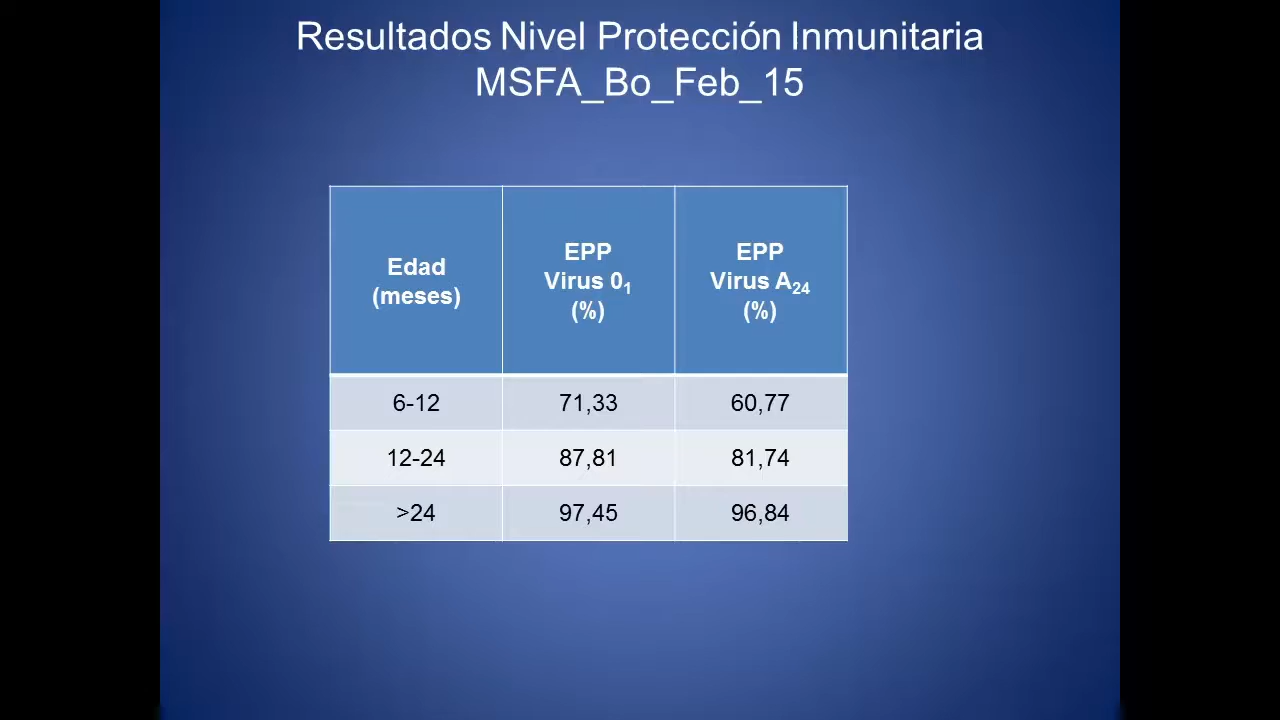 Resultados Nivel Protección Inmunitaria
MSFA_Bo_Feb_15
Edad
(meses)
EPP
Virus 0₁
(%)
EPP
Virus A₂₄
(%)
6-12 71,33 60,77
12-24 87,81 81,74
>24 97,45 96,84